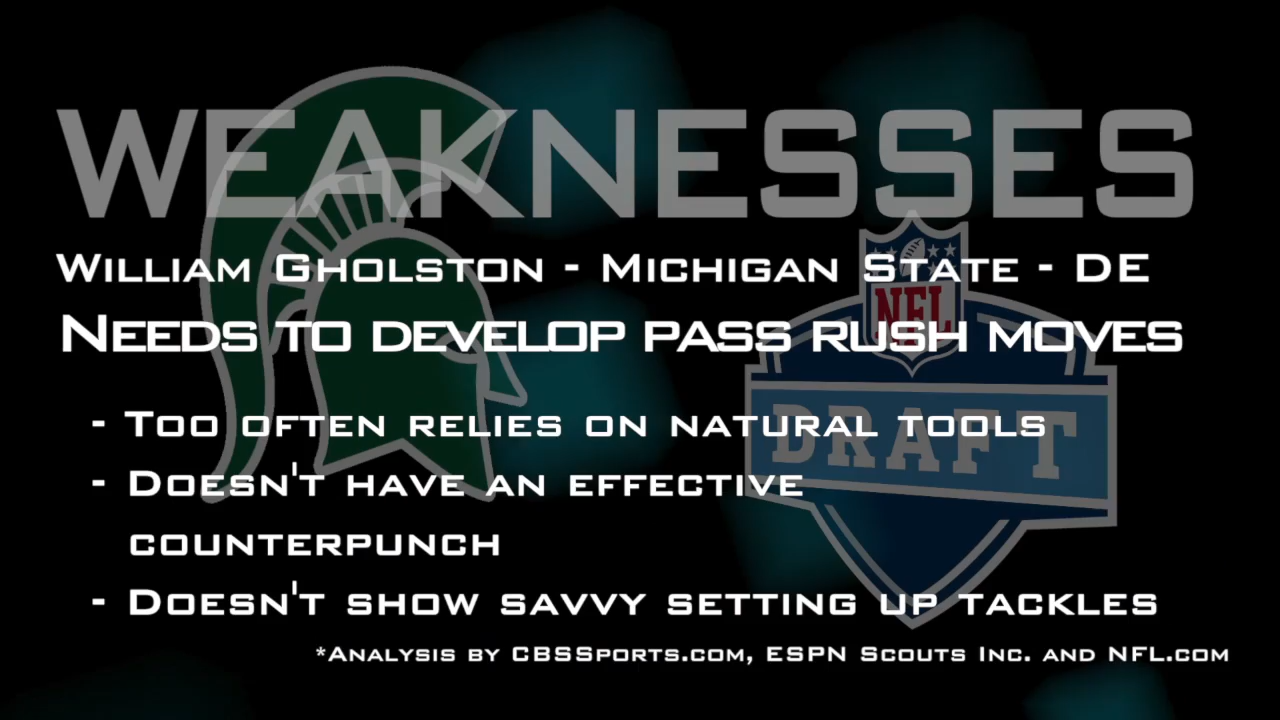 WEAKNESSES
William Gholston - Michigan State - DE
Needs to develop pass rush moves
- Too often relies on natural tools
- Doesn't have an effective
counterpunch
- Doesn't show savvy setting up tackles
*Analysis by CBSSports.com, ESPN Scouts Inc. and NFL.com
NFL
DRAFT